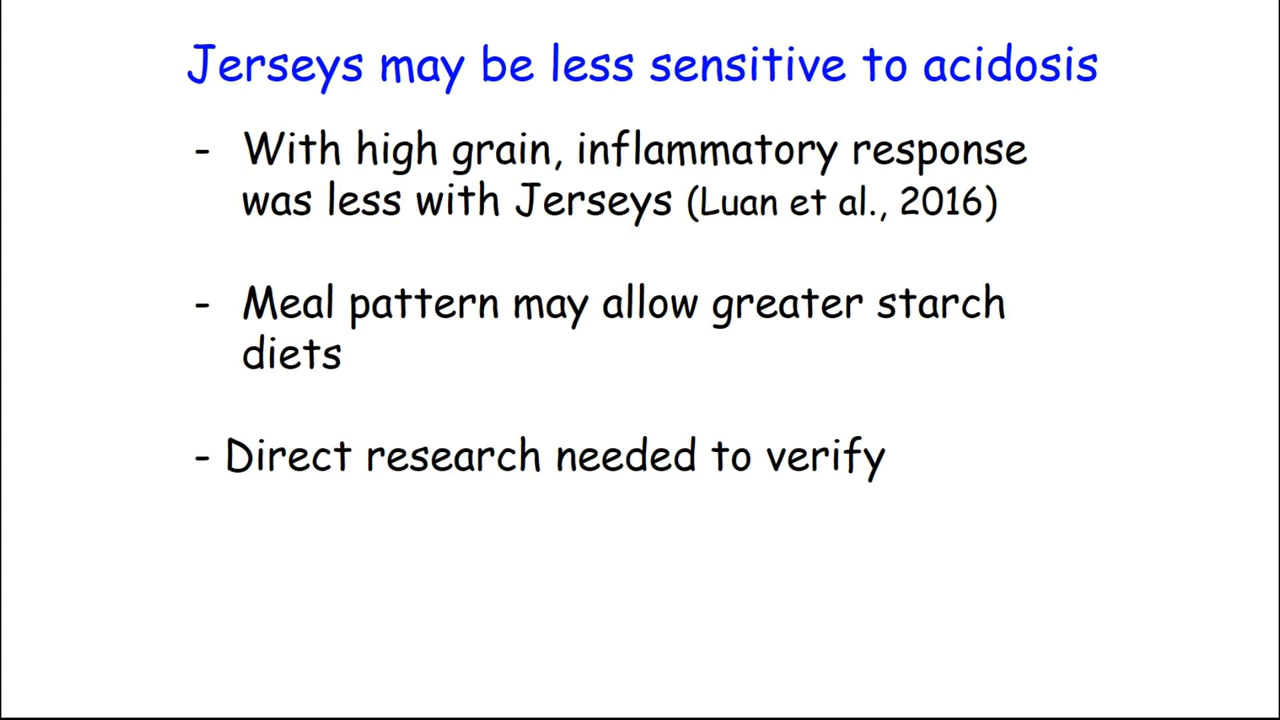 Jerseys may be less sensitive to acidosis
- With high grain, inflammatory response
was less with Jerseys (Luan et al., 2016)
- Meal pattern may allow greater starch
diets
- Direct research needed to verify